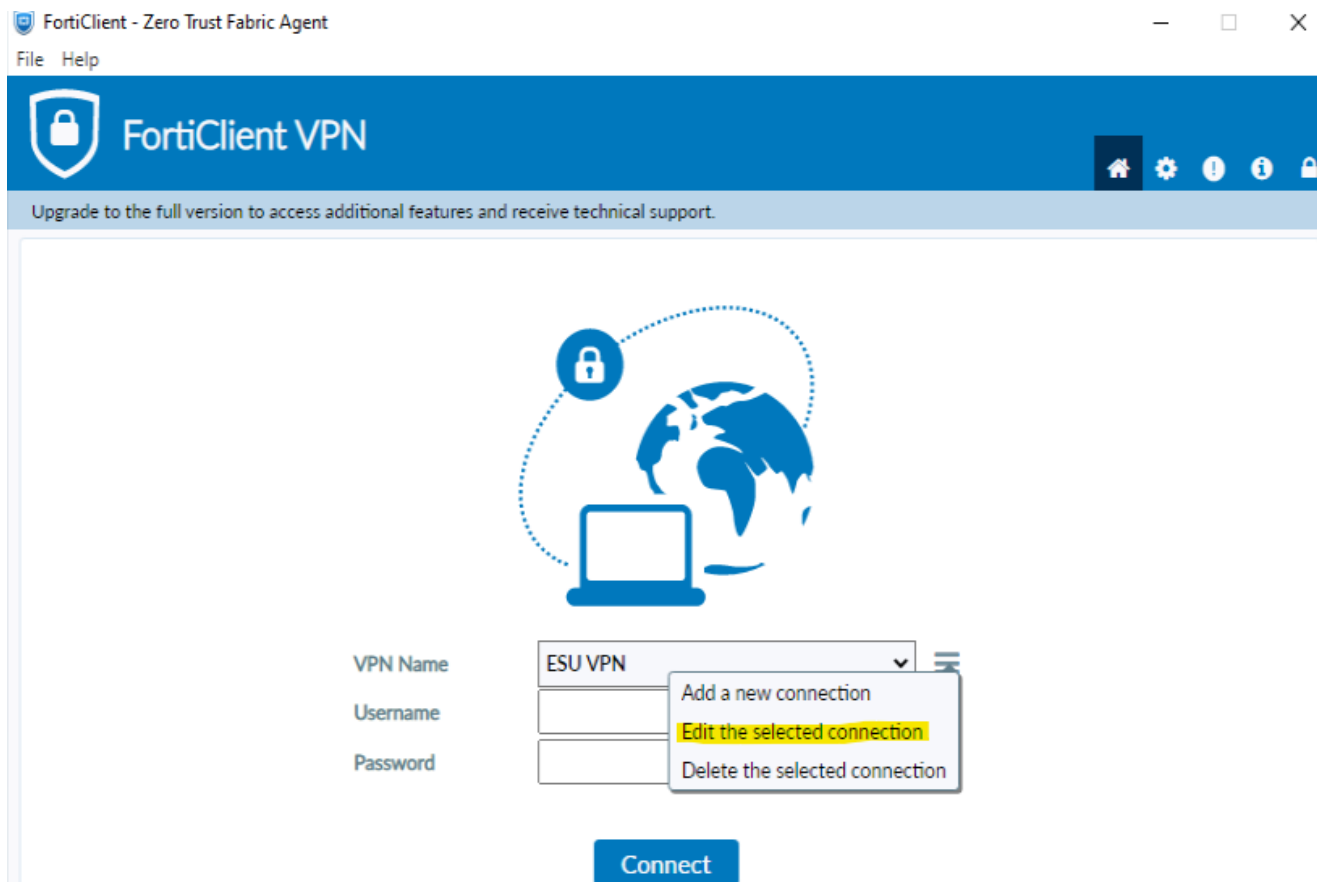 FortiClient - Zero Trust Fabric Agent
File Help
FortiClient VPN
Upgrade to the full version to access additional features and receive technical support.
VPN Name
ESU VPN
Add a new connection
Username
Edit the selected connection
Password
Delete the selected connection
Connect